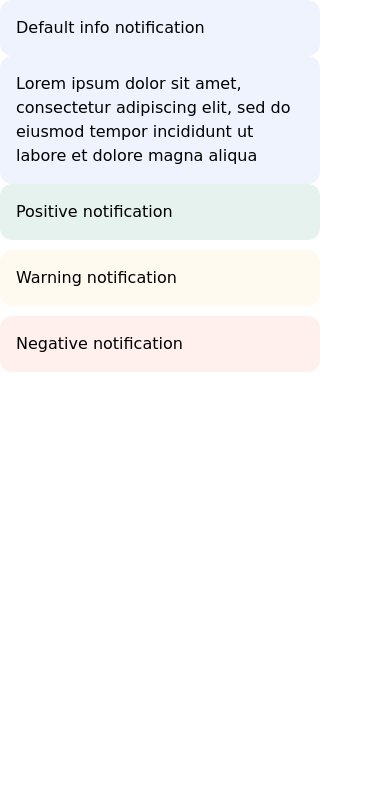 Default info notification
Lorem ipsum dolor sit amet,
consectetur adipiscing elit, sed do
eiusmod tempor incididunt ut
labore et dolore magna aliqua
Positive notification
Warning notification
Negative notification